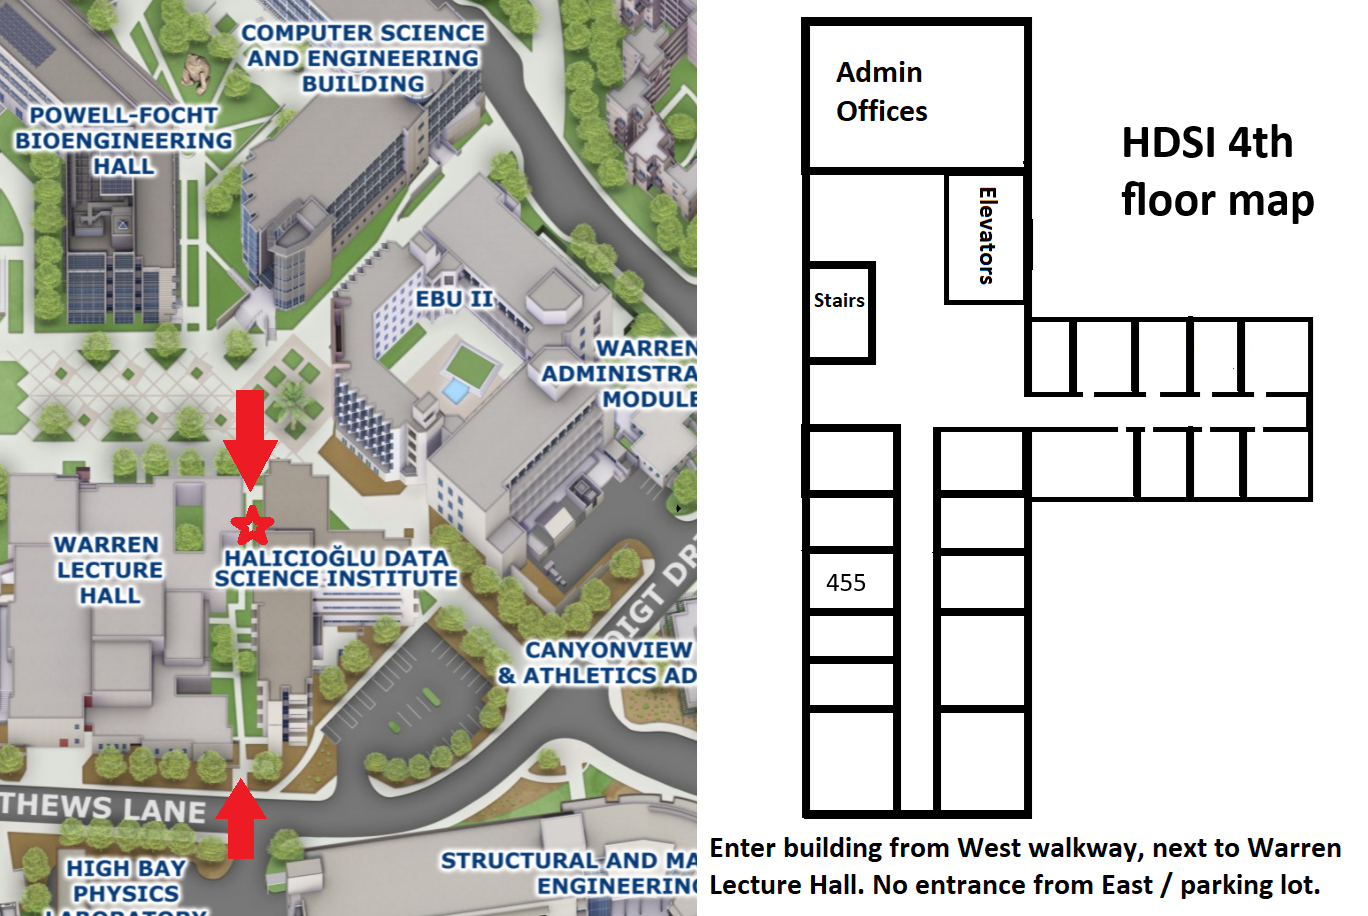 COMPUTER SCIENCE
AND ENGINEERING
BUILDING
POWELL-FOCHT
BIOENGINEERING
HALL
EBU II
WARREN
ADMINISTRA
MODULE
WARREN
LECTURE
HALL
HALICIOĞLU DATA
SCIENCE INSTITUTE
OIGT DR
CANYONVIEW
& ATHLETICS AD
THEWS LANE
HIGH BAY
PHYSICS
LABORATORY
STRUCTURAL AND MA
ENGINEERING
Admin
Offices
HDSI 4th
floor map
Elevators
Stairs
455
Enter building from West walkway, next to Warren
Lecture Hall. No entrance from East / parking lot.